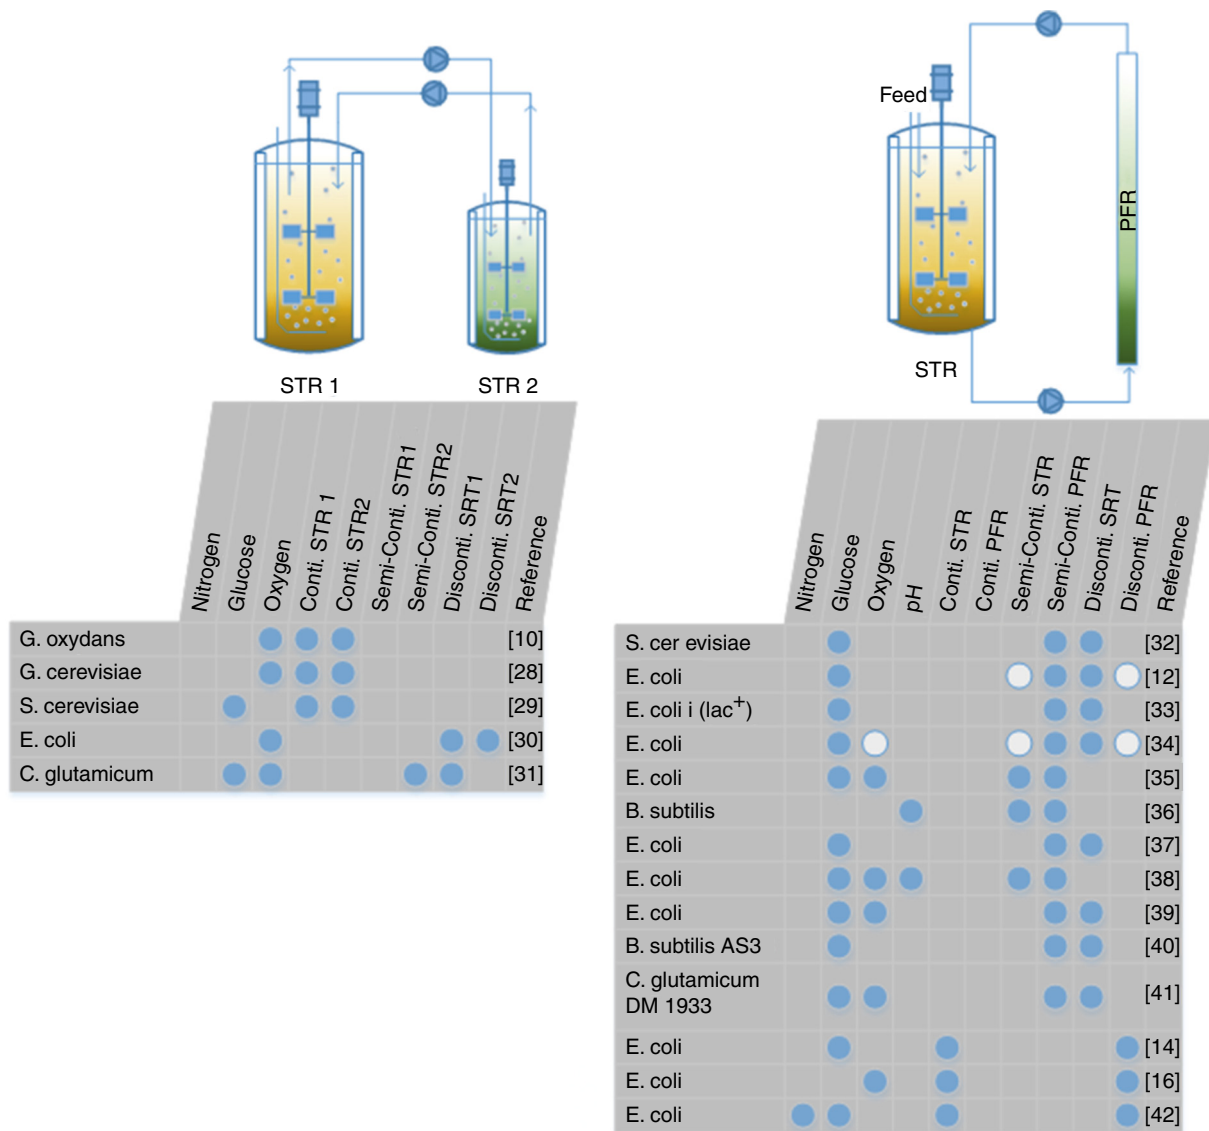 Feed
PFR
STR 1
STR 2
STR
Nitrogen
Glucose
Oxygen
Conti. STR 1
Conti. STR2
Semi-Conti. STR1
Semi-Conti. STR2
Disconti. SRT1
Disconti. SRT2
Reference
G. oxydans [10]
G. cerevisiae [28]
S. cerevisiae [29]
E. coli [30]
C. glutamicum [31]
Nitrogen
Glucose
Oxygen
pH
Conti. STR
Conti. PFR
Semi-Conti. STR
Semi-Conti. PFR
Disconti. SRT
Disconti. PFR
Reference
S. cer evisiae [32]
E. coli [12]
E. coli i (lac⁺) [33]
E. coli [34]
E. coli [35]
B. subtilis [36]
E. coli [37]
E. coli [38]
E. coli [39]
B. subtilis AS3 [40]
C. glutamicum
DM 1933 [41]
E. coli [14]
E. coli [16]
E. coli [42]